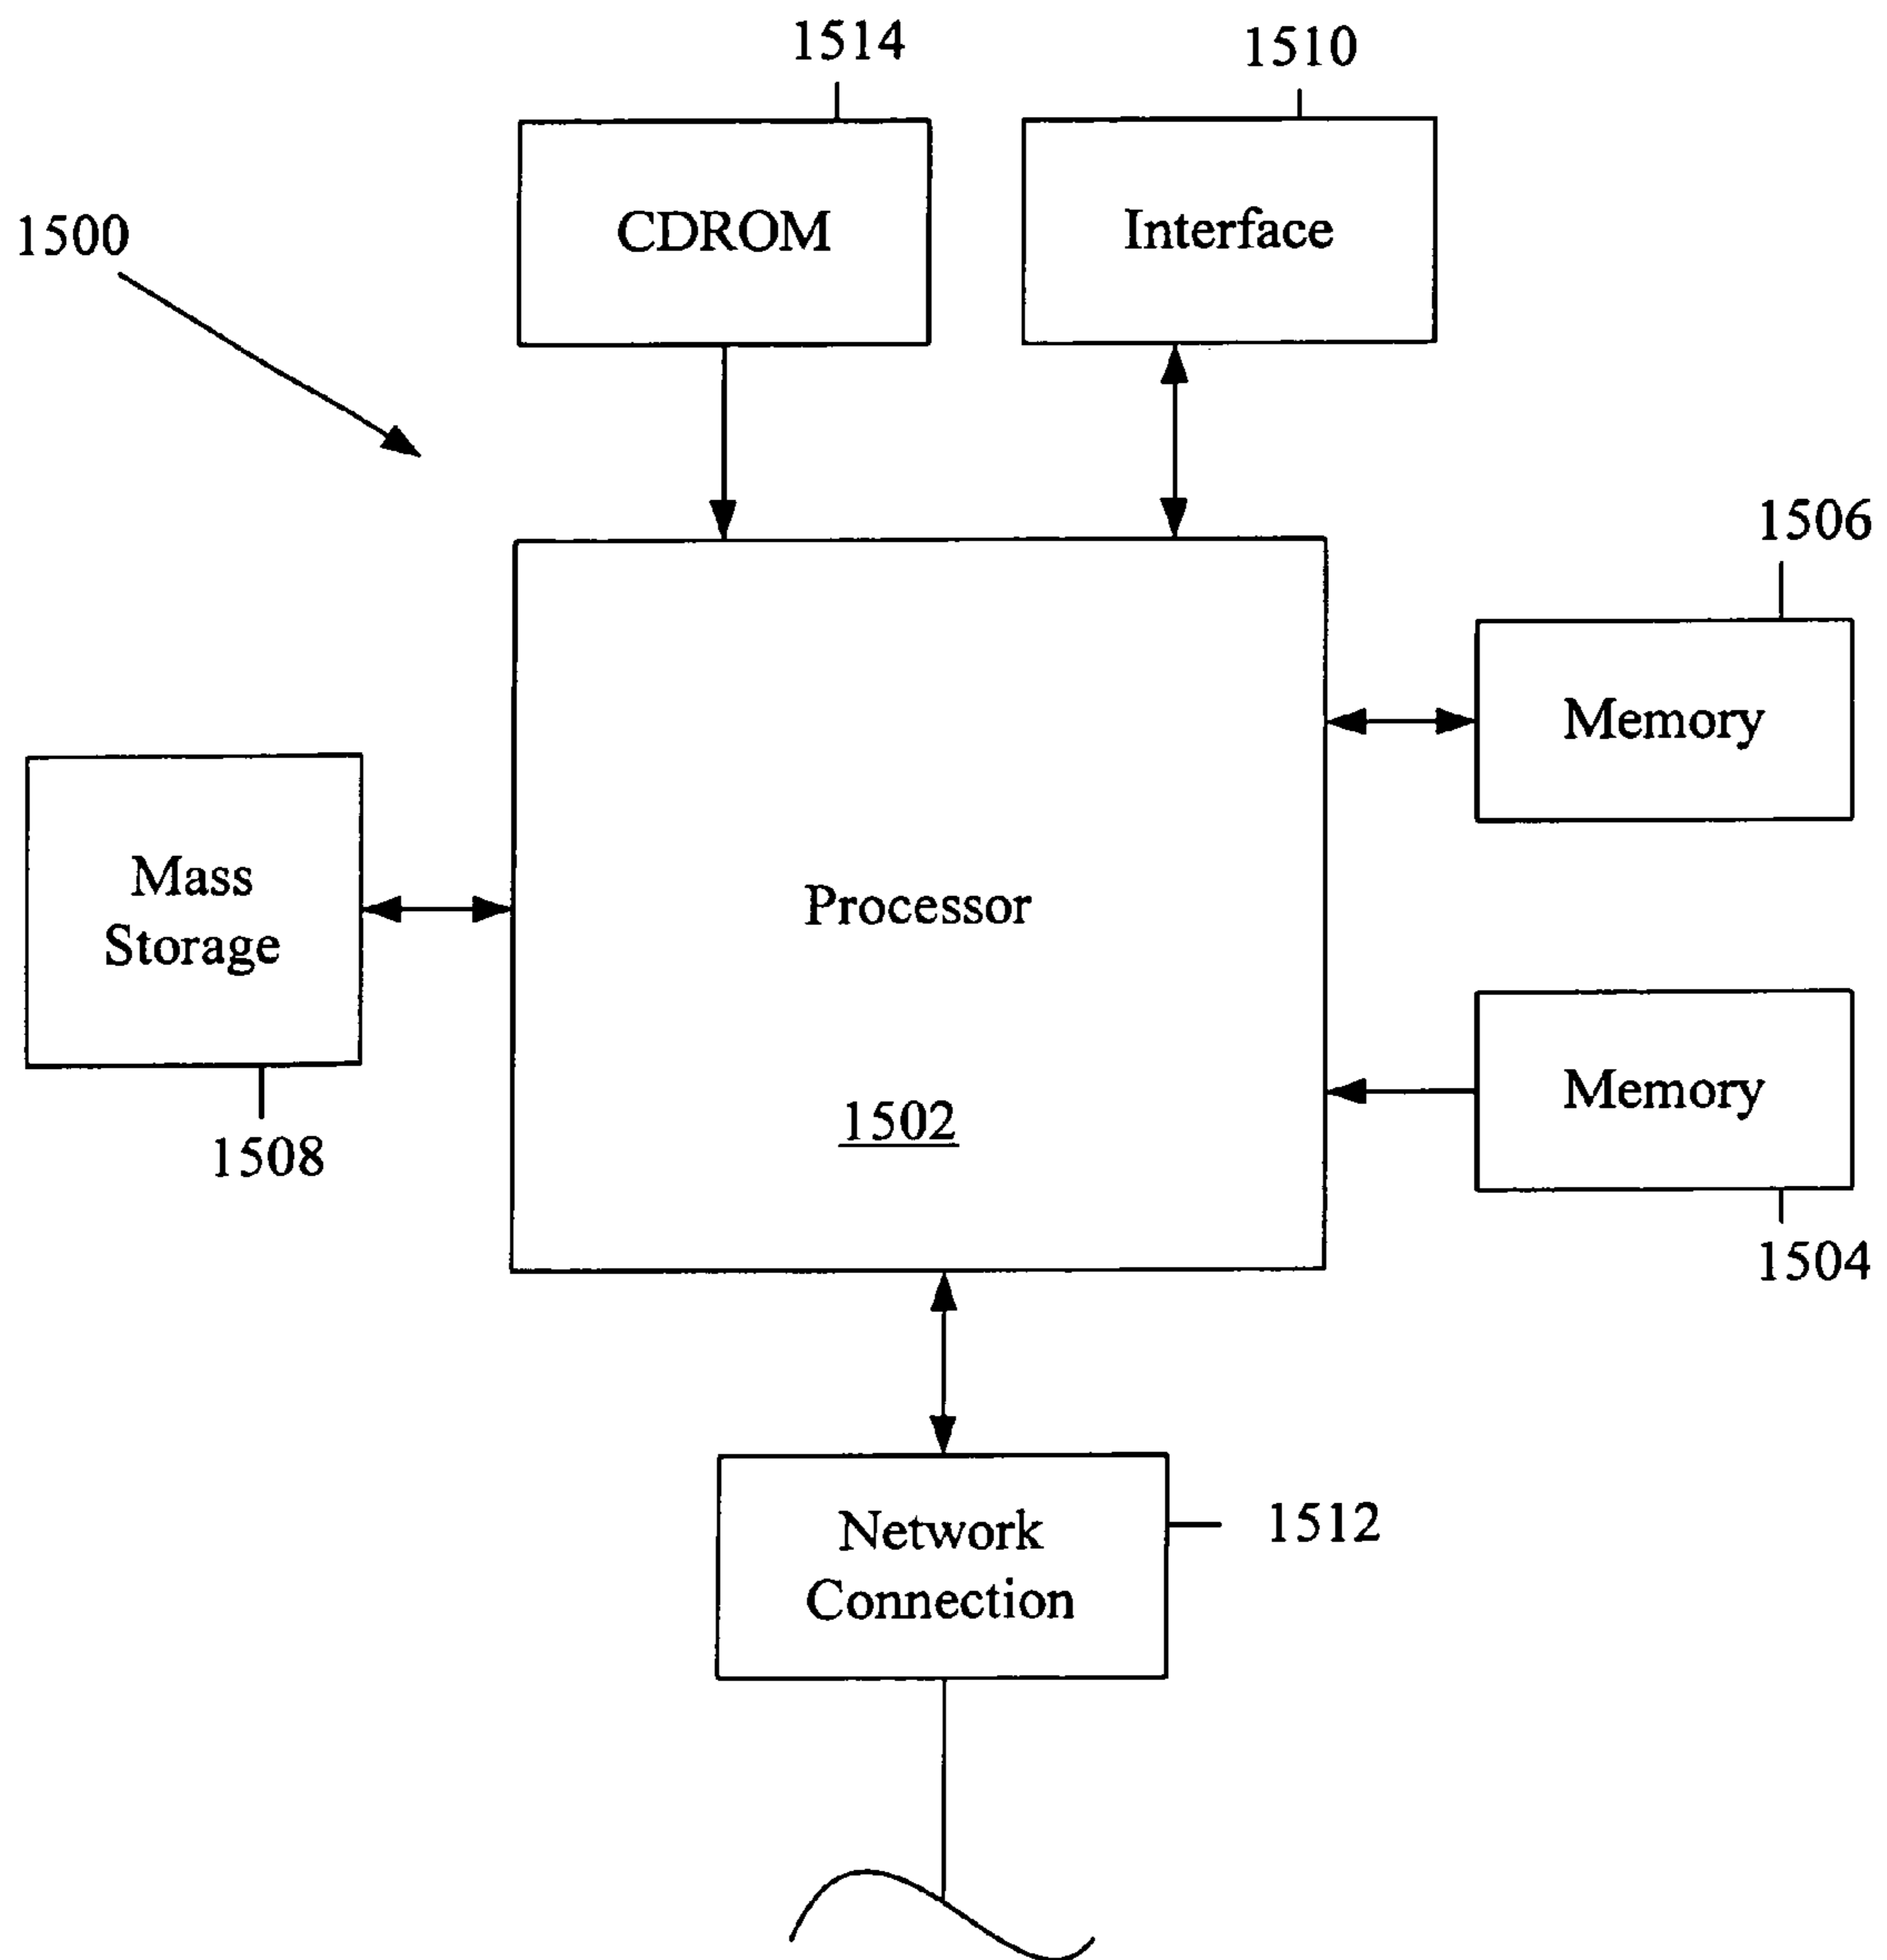 1514
1510
1500
CDROM
Interface
1506
Memory
Mass
Storage
Processor
Memory
1502
1508
1504
Network
Connection
1512